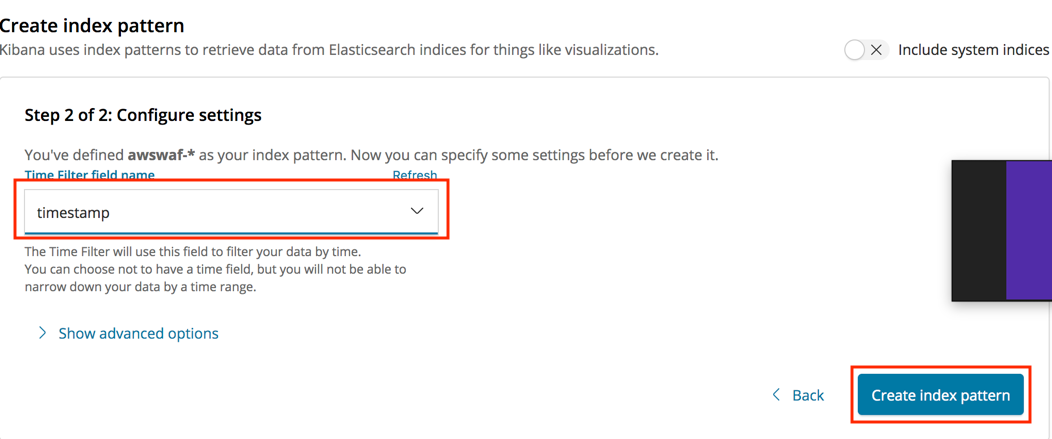 Create index pattern
Kibana uses index patterns to retrieve data from Elasticsearch indices for things like visualizations.
Include system indices
Step 2 of 2: Configure settings
You've defined awswaf-* as your index pattern. Now you can specify some settings before we create it.
Time Filter field name Refresh
timestamp
The Time Filter will use this field to filter your data by time.
You can choose not to have a time field, but you will not be able to
narrow down your data by a time range.
Show advanced options
Back Create index pattern